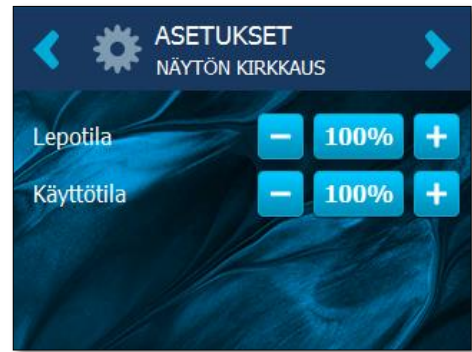 ASETUKSET
NÄYTÖN KIRKKAUS
Lepotila − 100% +
Käyttötila − 100% +